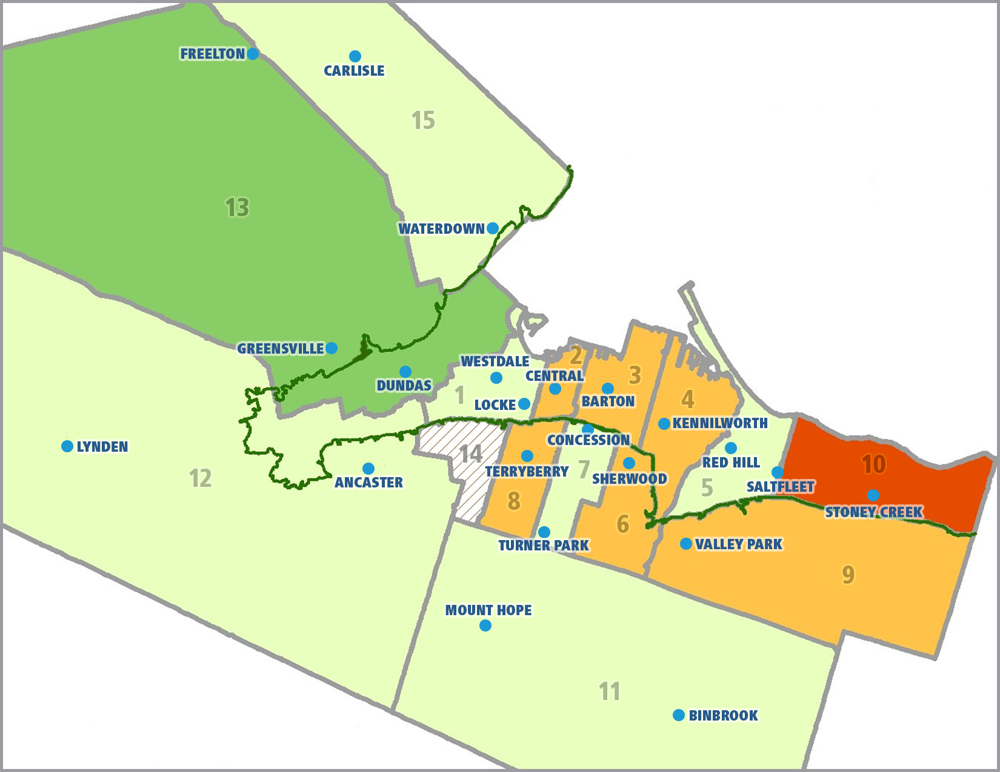 FREELTON
CARLISLE
15
13
WATERDOWN
GREENSVILLE
WESTDALE
2
CENTRAL
3
DUNDAS
1
LOCKE
BARTON
4
KENNILWORTH
LYNDEN
12
ANCASTER
14
CONCESSION
TERRYBERRY
7
SHERWOOD
RED HILL
5
SALTFLEET
10
STONEY CREEK
8
6
TURNER PARK
VALLEY PARK
9
MOUNT HOPE
11
BINBROOK